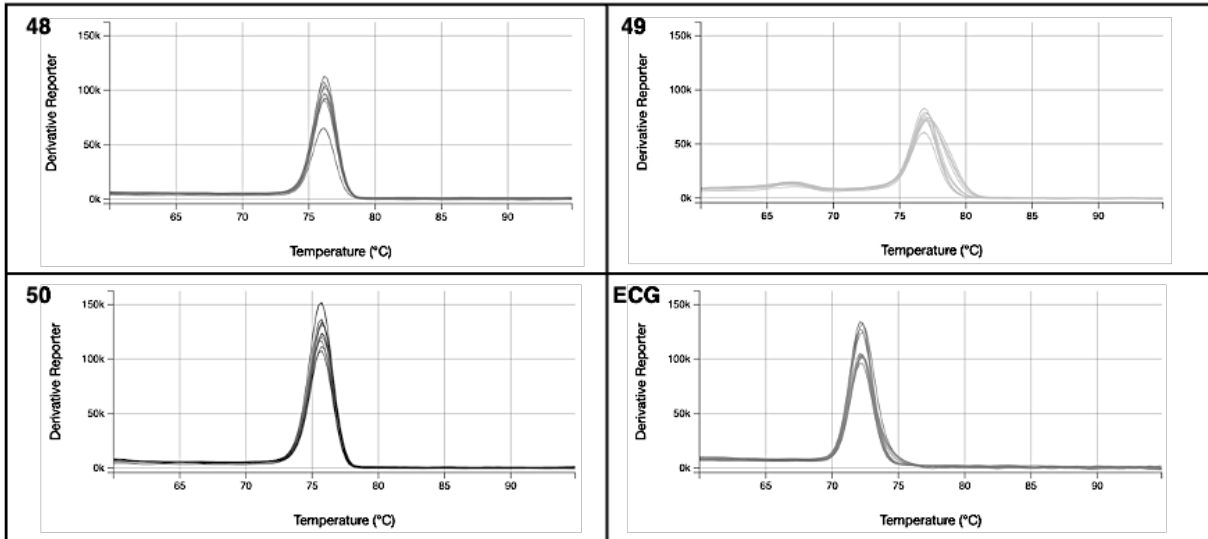 48
Derivative Reporter
150k
100k
50k
0k
65 70 75 80 85 90
Temperature (°C)
49
Derivative Reporter
150k
100k
50k
0k
65 70 75 80 85 90
Temperature (°C)
50
Derivative Reporter
150k
100k
50k
0k
65 70 75 80 85 90
Temperature (°C)
ECG
Derivative Reporter
150k
100k
50k
0k
65 70 75 80 85 90
Temperature (°C)